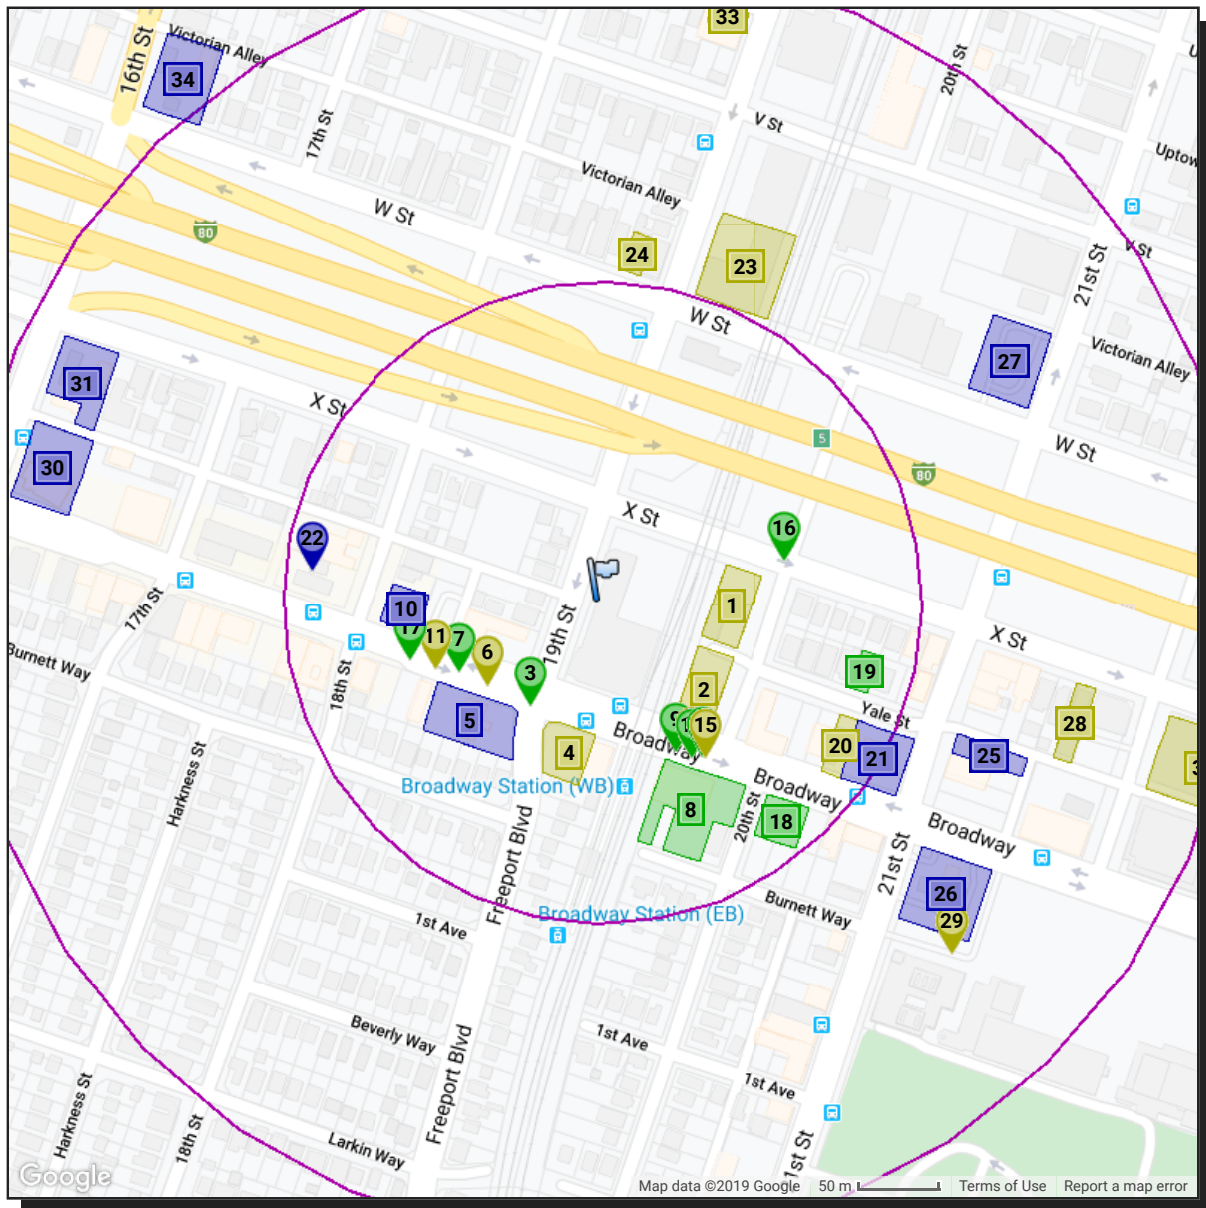 33
16th St
Victorian Alley
34
20th St
17th St
V St
Victorian Alley
W St
80
24
23
V St
21st St
W St
27
Victorian Alley
31
X St
5
W St
30
80
X St
16
22
17th St
10
1
11
7
6
19th St
X St
Burnett Way
18th St
3
19
2
Yale St
5
15
28
4
Broadway
20
21
25
Harkness St
Broadway Station (WB)
Broadway
8
20th St
18
Broadway
Freeport Blvd
21st St
26
Burnett Way
29
1st Ave
Broadway Station (EB)
Beverly Way
1st Ave
Freeport Blvd
1st Ave
Harkness St
18th St
Larkin Way
1st St
Google
Map data ©2019 Google
50 m
Terms of Use
Report a map error